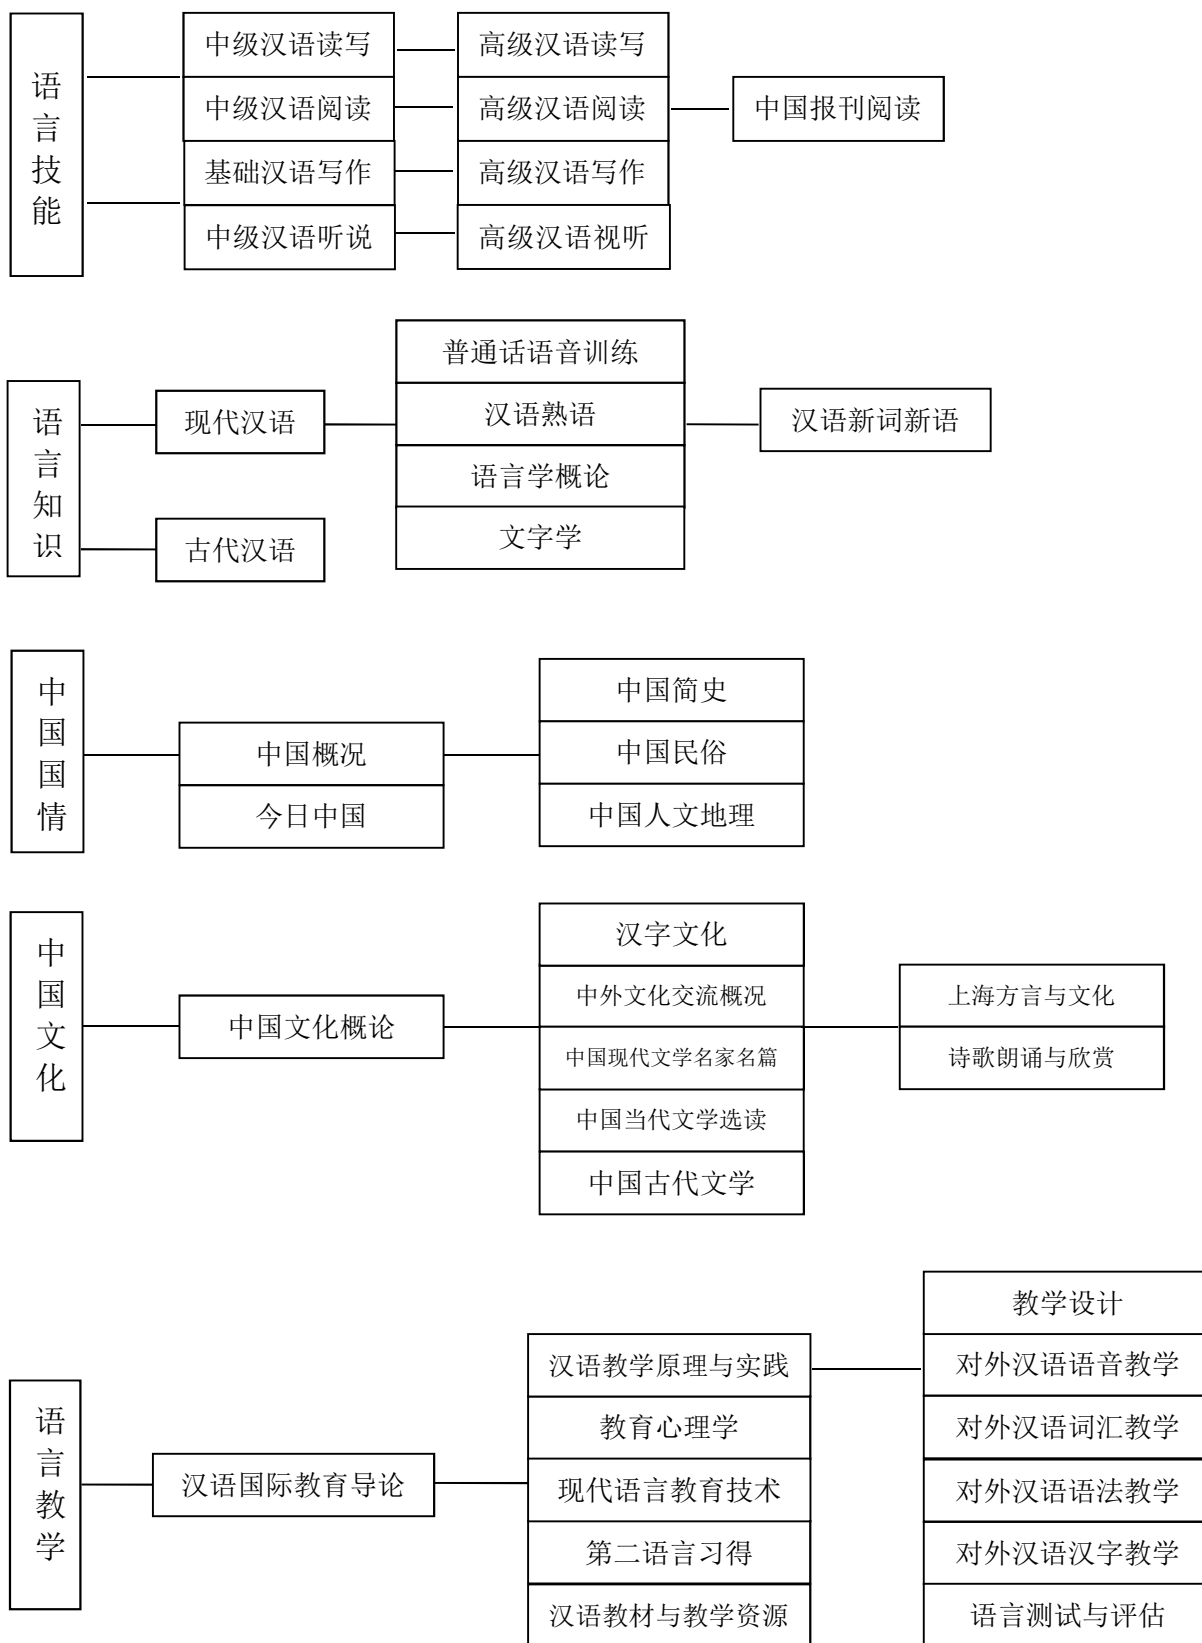 语言技能
中级汉语读写
高级汉语读写
中级汉语阅读
高级汉语阅读
中国报刊阅读
基础汉语写作
高级汉语写作
中级汉语听说
高级汉语视听
语言知识
现代汉语
古代汉语
普通话语音训练
汉语熟语
语言学概论
文字学
汉语新词新语
中国国情
中国概况
今日中国
中国简史
中国民俗
中国人文地理
中国文化
中国文化概论
汉字文化
中外文化交流概况
中国现代文学名家名篇
中国当代文学选读
中国古代文学
上海方言与文化
诗歌朗诵与欣赏
语言教学
汉语国际教育导论
汉语教学原理与实践
教育心理学
现代语言教育技术
第二语言习得
汉语教材与教学资源
教学设计
对外汉语语音教学
对外汉语词汇教学
对外汉语语法教学
对外汉语汉字教学
语言测试与评估